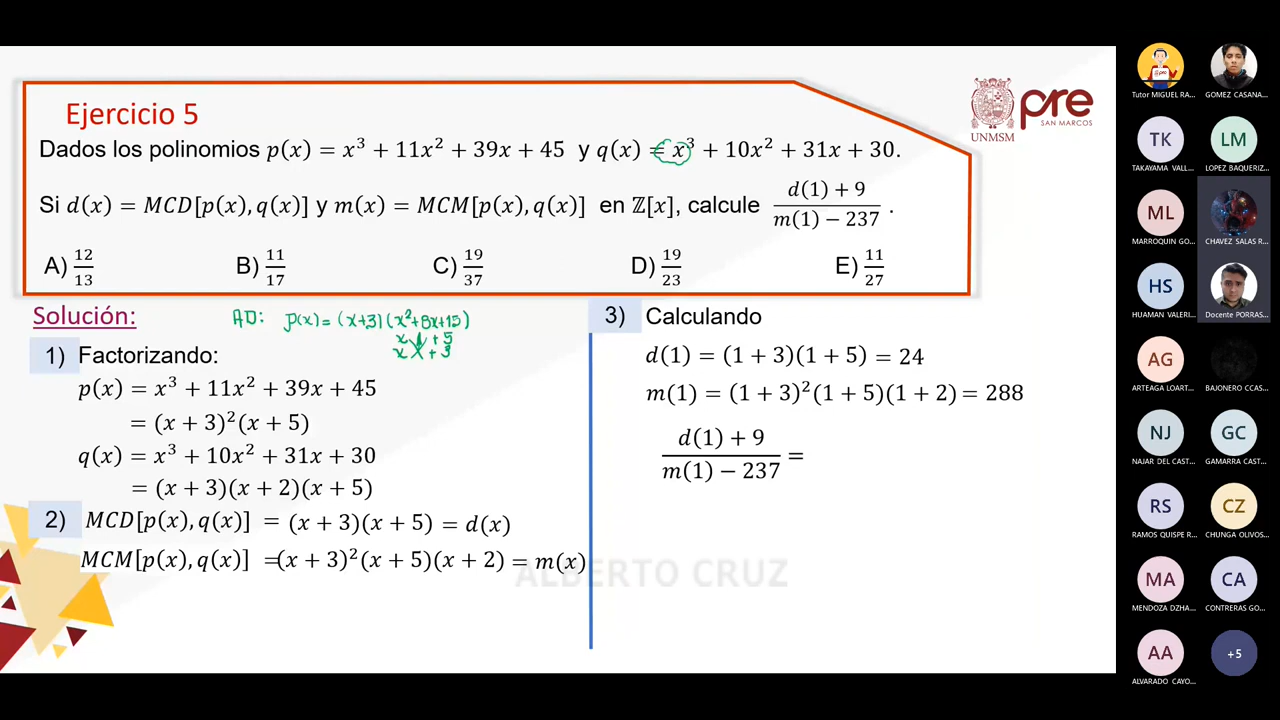 Ejercicio 5
Dados los polinomios p(x) = x³ + 11x² + 39x + 45 y q(x) = x³ + 10x² + 31x + 30.
Si d(x) = MCD[p(x), q(x)] y m(x) = MCM[p(x), q(x)] en ℤ[x], calcule (d(1) + 9)/(m(1) − 237) .
A) 12/13 B) 11/17 C) 19/37 D) 19/23 E) 11/27
UNMSM
pre
SAN MARCOS
Solución:
AD: p(x) = (x+3)(x²+8x+15)
x +5
x +3
1) Factorizando:
p(x) = x³ + 11x² + 39x + 45
= (x + 3)²(x + 5)
q(x) = x³ + 10x² + 31x + 30
= (x + 3)(x + 2)(x + 5)
2) MCD[p(x), q(x)] = (x + 3)(x + 5) = d(x)
MCM[p(x), q(x)] =(x + 3)²(x + 5)(x + 2) = m(x)
3) Calculando
d(1) = (1 + 3)(1 + 5) = 24
m(1) = (1 + 3)²(1 + 5)(1 + 2) = 288
(d(1) + 9)/(m(1) − 237) =
ALBERTO CRUZ
Tutor MIGUEL RA...
GOMEZ CASANA...
TK
TAKAYAMA VALL...
LM
LOPEZ BAQUERIZ...
ML
MARROQUIN GO...
CHAVEZ SALAS R...
HS
HUAMAN VALERI...
Docente PORRAS...
AG
ARTEAGA LOART...
BAJONERO CCAS...
NJ
NAJAR DEL CAST...
GC
GAMARRA CAST...
RS
RAMOS QUISPE R...
CZ
CHUNGA OLIVOS...
MA
MENDOZA DZHA...
CA
CONTRERAS GO...
AA
ALVARADO CAYO...
+5